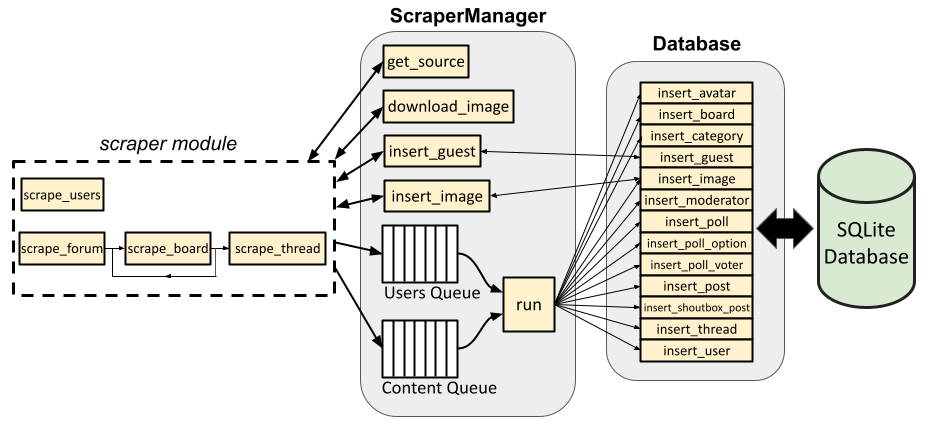 ScraperManager
Database
scraper module
scrape_users
scrape_forum
scrape_board
scrape_thread
get_source
download_image
insert_guest
insert_image
Users Queue
Content Queue
run
insert_avatar
insert_board
insert_category
insert_guest
insert_image
insert_moderator
insert_poll
insert_poll_option
insert_poll_voter
insert_post
insert_shoutbox_post
insert_thread
insert_user
SQLite
Database